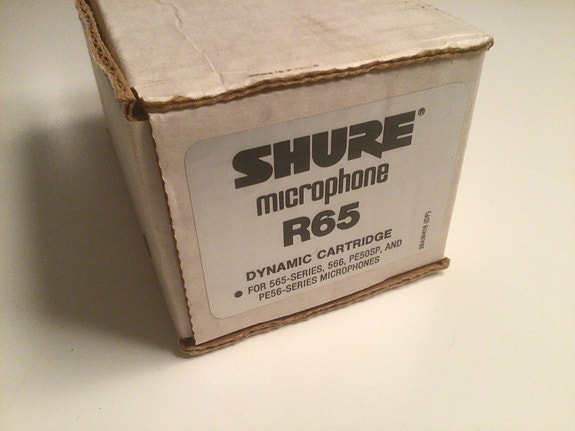 SHURE®
microphone
R65
DYNAMIC CARTRIDGE
● FOR 565-SERIES, 566, PE50SP, AND
PE56-SERIES MICROPHONES